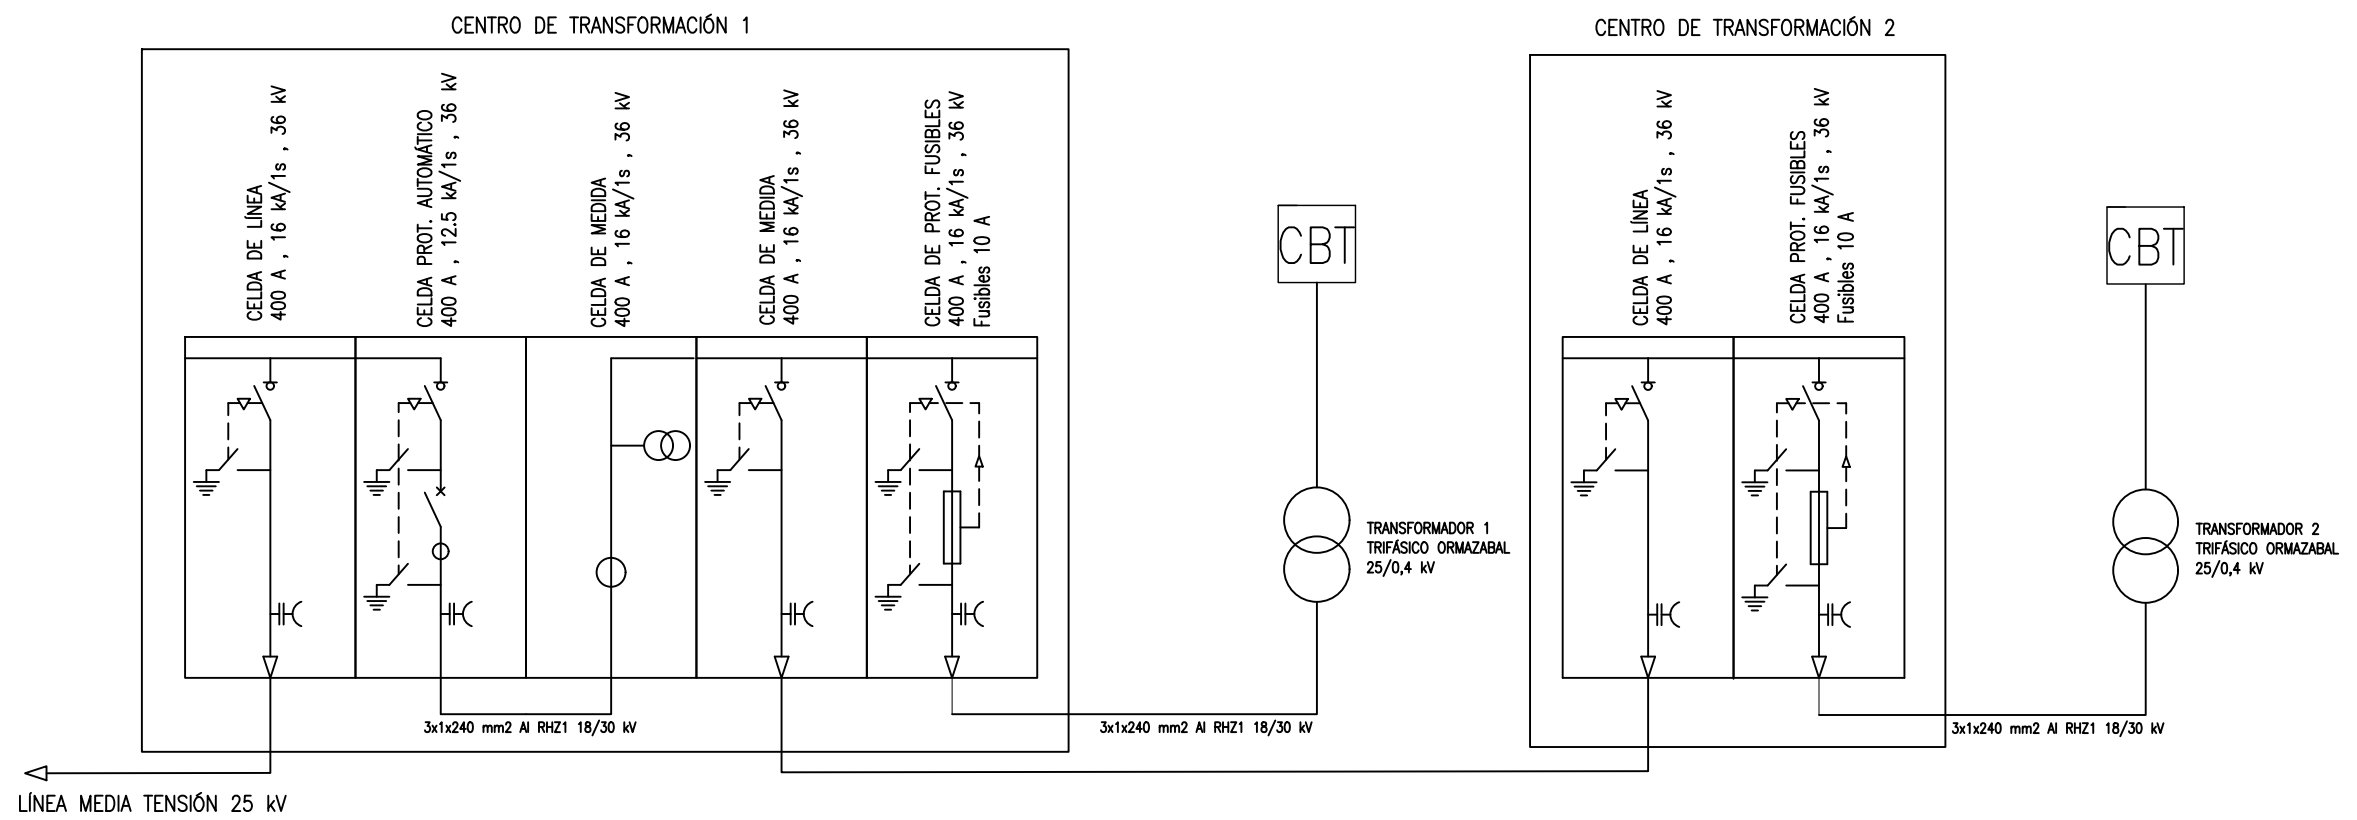 CENTRO DE TRANSFORMACIÓN 1
CELDA DE LÍNEA
400 A , 16 kA/1s , 36 kV
CELDA PROT. AUTOMÁTICO
400 A , 12.5 kA/1s , 36 kV
CELDA DE MEDIDA
400 A , 16 kA/1s , 36 kV
CELDA DE MEDIDA
400 A , 16 kA/1s , 36 kV
CELDA DE PROT. FUSIBLES
400 A , 16 kA/1s , 36 kV
Fusibles 10 A
3x1x240 mm2 Al RHZ1 18/30 kV
LÍNEA MEDIA TENSIÓN 25 kV
CBT
TRANSFORMADOR 1
TRIFÁSICO ORMAZABAL
25/0,4 kV
3x1x240 mm2 Al RHZ1 18/30 kV
CENTRO DE TRANSFORMACIÓN 2
CELDA DE LÍNEA
400 A , 16 kA/1s , 36 kV
CELDA PROT. FUSIBLES
400 A , 16 kA/1s , 36 kV
Fusibles 10 A
CBT
TRANSFORMADOR 2
TRIFÁSICO ORMAZABAL
25/0,4 kV
3x1x240 mm2 Al RHZ1 18/30 kV